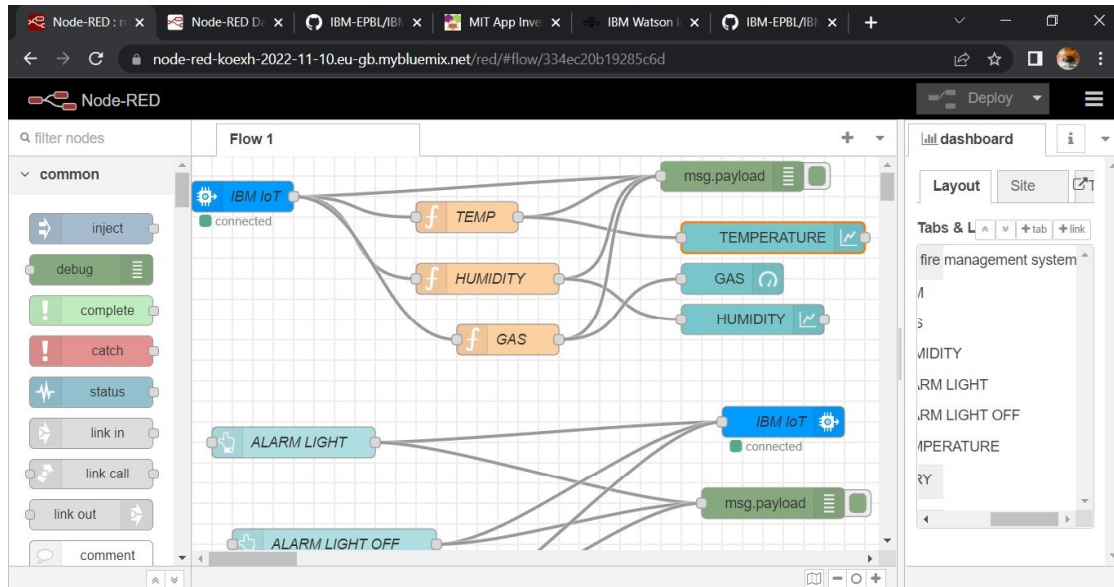 Node-RED : n
Node-RED Da
IBM-EPBL/IBM
MIT App Inve
IBM Watson I
IBM-EPBL/IBM
node-red-koexh-2022-11-10.eu-gb.mybluemix.net/red/#flow/334ec20b19285c6d
Node-RED
Deploy
filter nodes
Flow 1
dashboard
i
common
inject
debug
complete
catch
status
link in
link call
link out
comment
IBM IoT
connected
TEMP
HUMIDITY
GAS
msg.payload
TEMPERATURE
GAS
HUMIDITY
ALARM LIGHT
ALARM LIGHT OFF
IBM IoT
connected
msg.payload
Layout
Site
T
Tabs & L
tab
link
fire management system
MIDITY
RM LIGHT
RM LIGHT OFF
MPERATURE
RY